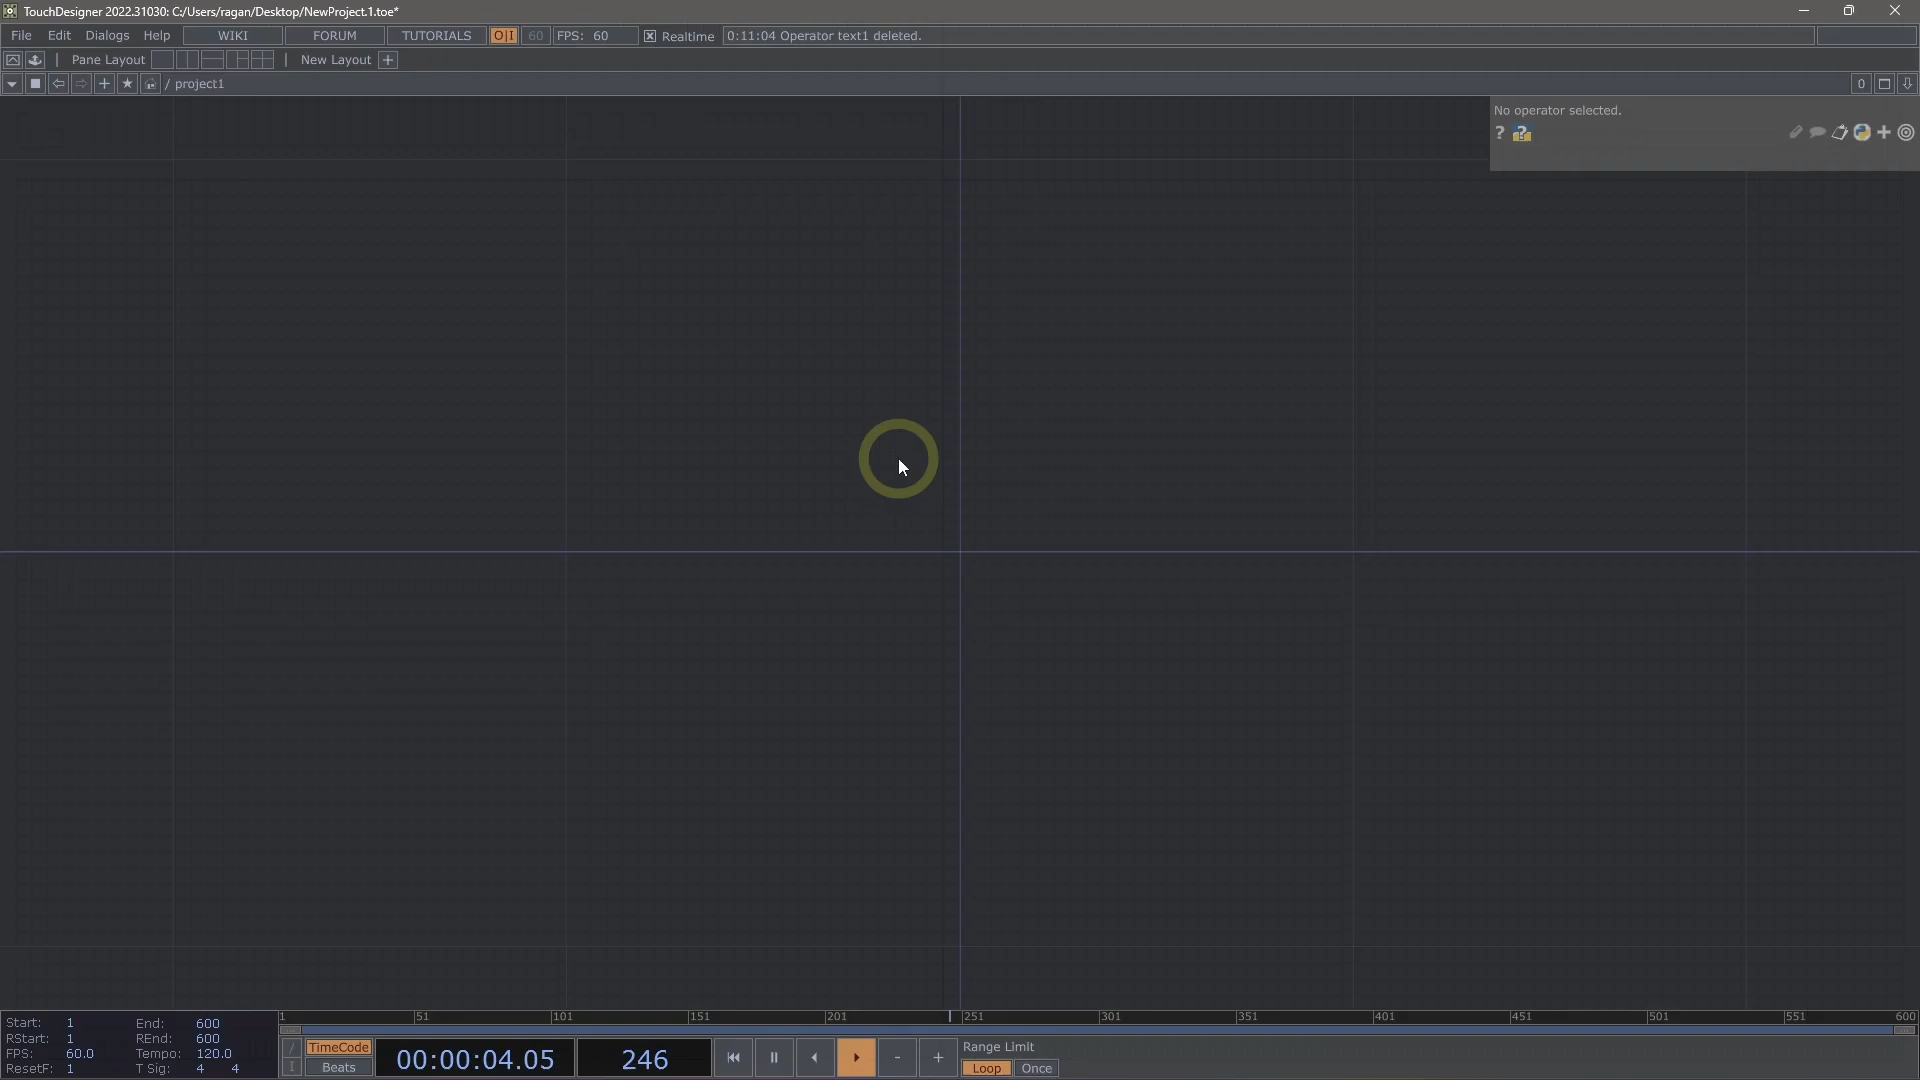 TouchDesigner 2022.31030: C:/Users/ragan/Desktop/NewProject.1.toe*
File Edit Dialogs Help WIKI FORUM TUTORIALS O|I 60 FPS: 60 Realtime 0:11:04 Operator text1 deleted.
Pane Layout New Layout +
/ project1 0
No operator selected.
? ?
Start: 1 End: 600
RStart: 1 REnd: 600
FPS: 60.0 Tempo: 120.0
ResetF: 1 T Sig: 4 4
1 51 101 151 201 251 301 351 401 451 501 551 600
TimeCode
Beats
00:00:04.05
246
- +
Range Limit
Loop Once